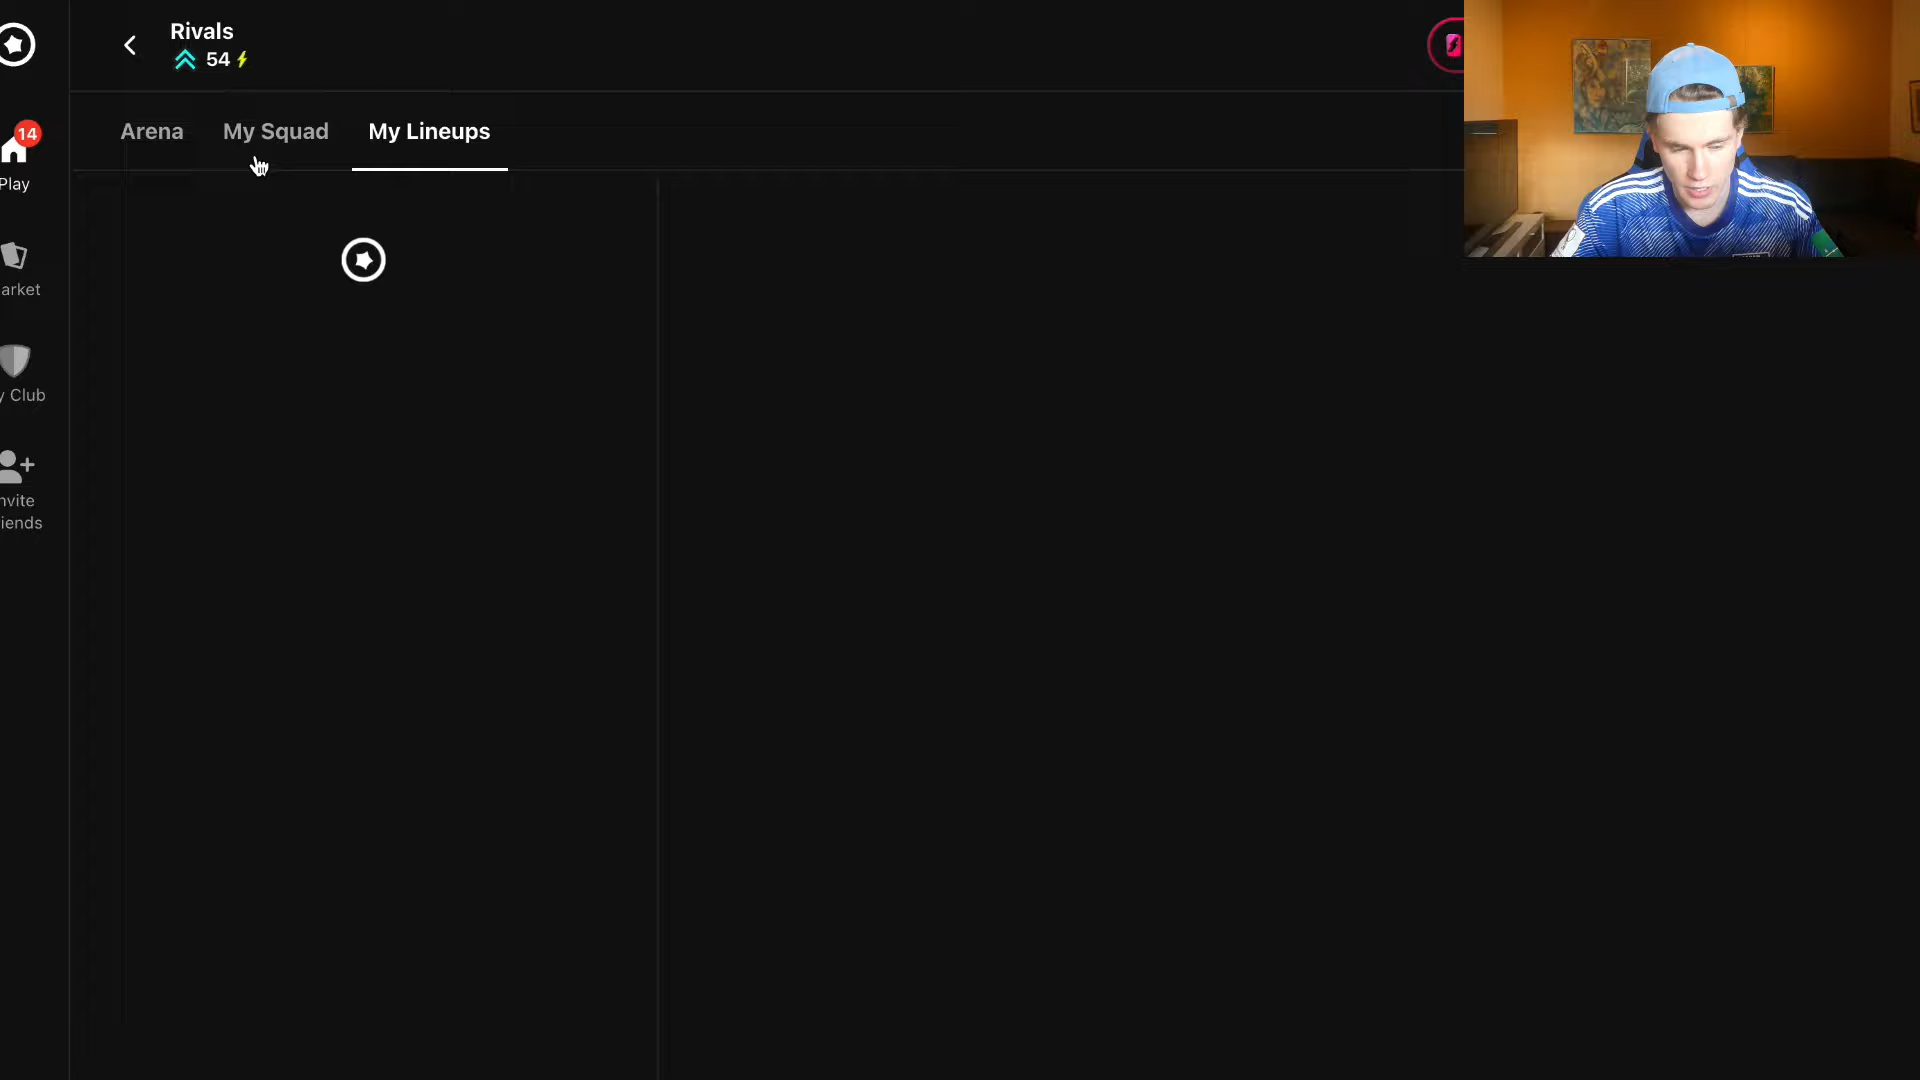 Rivals
54
Arena
My Squad
My Lineups
14
Play
arket
y Club
nvite
iends